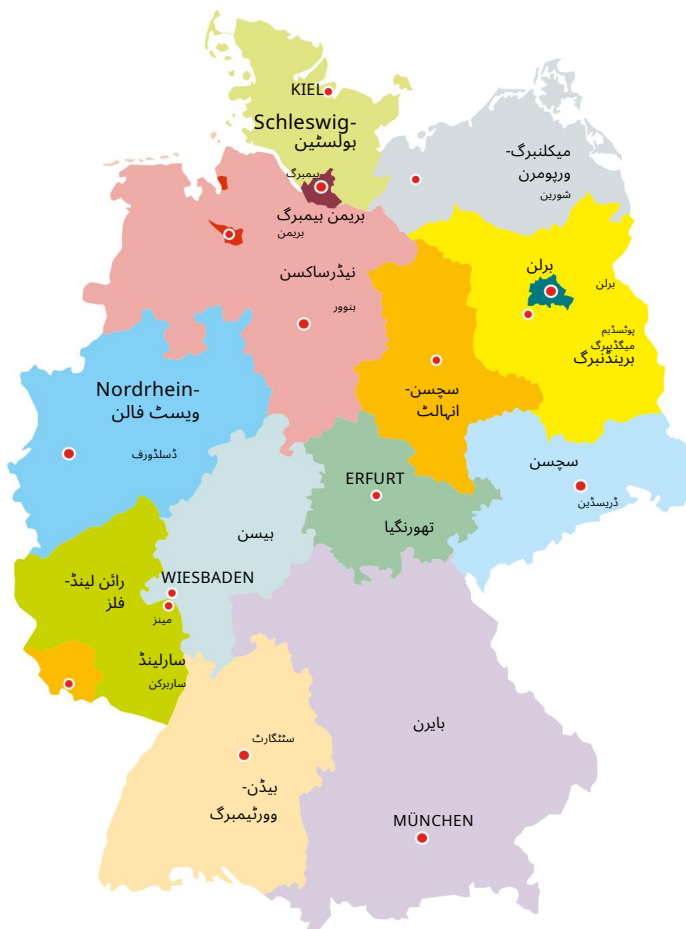 KIEL
Schleswig-
ہولسٹین
میکلنبرگ-
ورپومرن
شورین
ہیمبرگ
بریمن ہیمبرگ
بریمن
نیڈرساکسن
ہنوور
برلن
برلن
پوٹسڈیم
میگڈیبرگ
برینڈنبرگ
Nordrhein-
ویسٹ فالن
ڈسلڈورف
سچسن-
انہالٹ
سچسن
ڈریسڈین
ERFURT
تھورنگیا
ہیسن
WIESBADEN
رائن لینڈ-
فلز
مینز
سارلینڈ
ساربرکن
بایرن
سٹٹگارٹ
بیڈن-
وورٹیمبرگ
MÜNCHEN